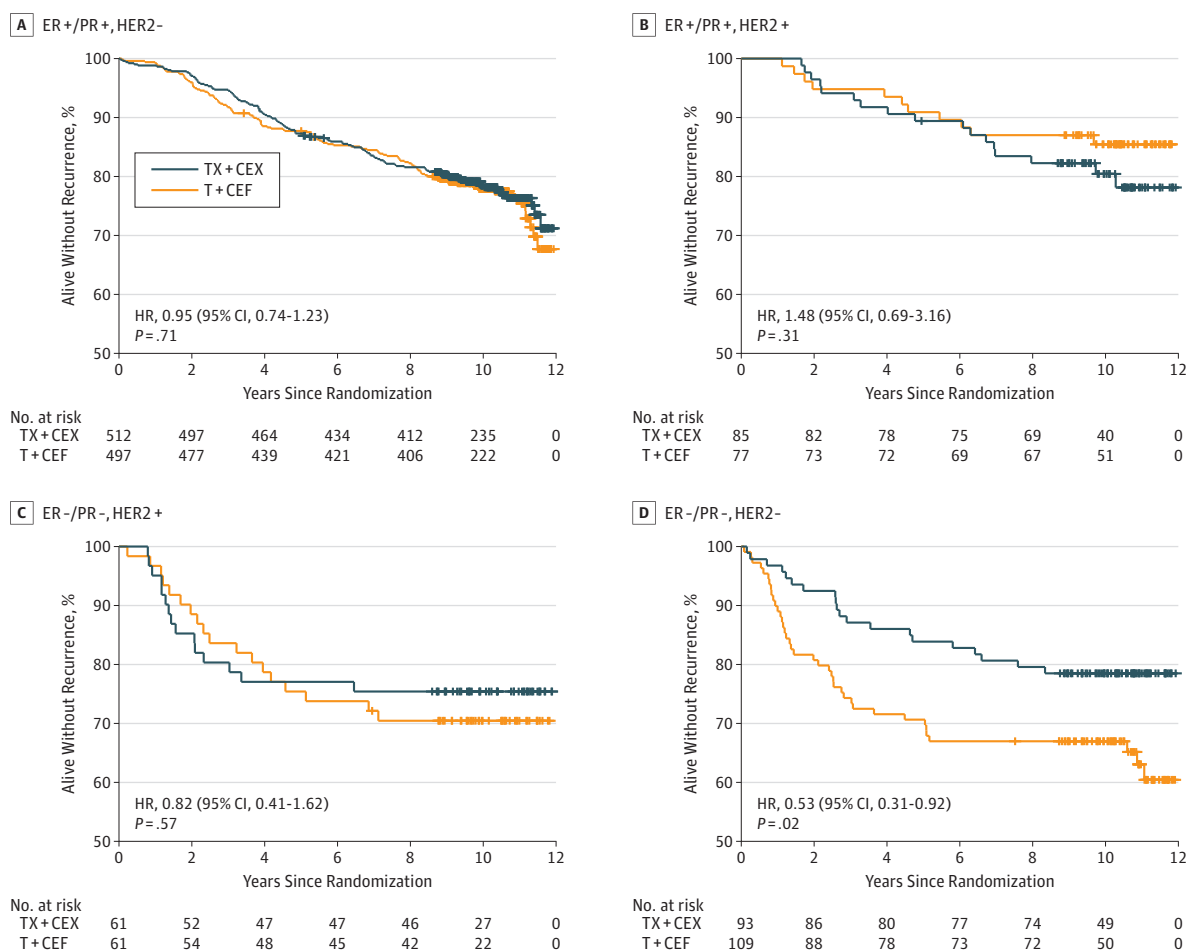 A ER+/PR+, HER2-
100
90
80
70
60
50
Alive Without Recurrence, %
TX+CEX
T+CEF
HR, 0.95 (95% CI, 0.74-1.23)
P=.71
0 2 4 6 8 10 12
Years Since Randomization
No. at risk
TX+CEX 512 497 464 434 412 235 0
T+CEF 497 477 439 421 406 222 0
B ER+/PR+, HER2+
100
90
80
70
60
50
Alive Without Recurrence, %
HR, 1.48 (95% CI, 0.69-3.16)
P=.31
0 2 4 6 8 10 12
Years Since Randomization
No. at risk
TX+CEX 85 82 78 75 69 40 0
T+CEF 77 73 72 69 67 51 0
C ER-/PR-, HER2+
100
90
80
70
60
50
Alive Without Recurrence, %
HR, 0.82 (95% CI, 0.41-1.62)
P=.57
0 2 4 6 8 10 12
Years Since Randomization
No. at risk
TX+CEX 61 52 47 47 46 27 0
T+CEF 61 54 48 45 42 22 0
D ER-/PR-, HER2-
100
90
80
70
60
50
Alive Without Recurrence, %
HR, 0.53 (95% CI, 0.31-0.92)
P=.02
0 2 4 6 8 10 12
Years Since Randomization
No. at risk
TX+CEX 93 86 80 77 74 49 0
T+CEF 109 88 78 73 72 50 0